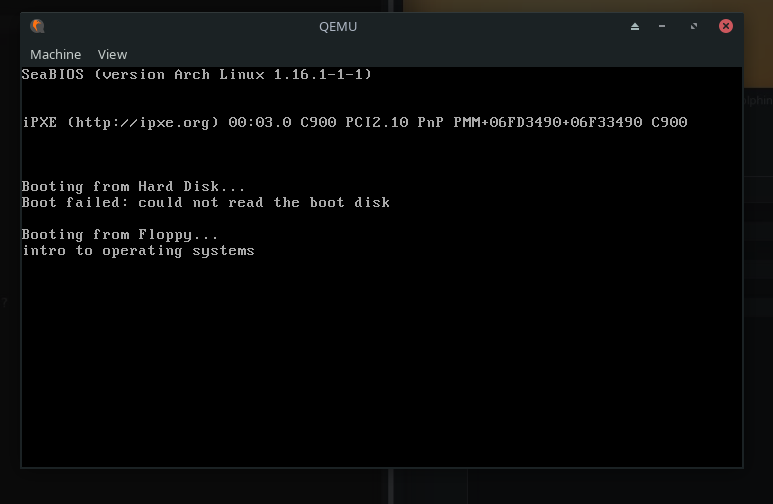 QEMU
Machine View
SeaBIOS (version Arch Linux 1.16.1-1-1)
iPXE (http://ipxe.org) 00:03.0 C900 PCI2.10 PnP PMM+06FD3490+06F33490 C900
Booting from Hard Disk...
Boot failed: could not read the boot disk
Booting from Floppy...
intro to operating systems